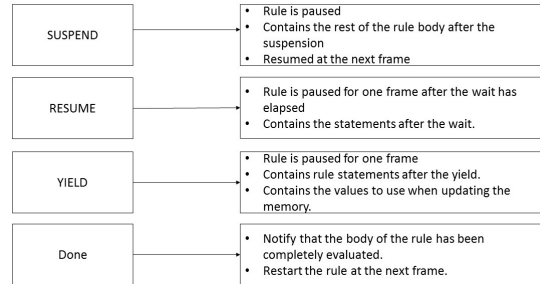 SUSPEND
• Rule is paused
• Contains the rest of the rule body after the
suspension
• Resumed at the next frame
RESUME
• Rule is paused for one frame after the wait has
elapsed
• Contains the statements after the wait.
YIELD
• Rule is paused for one frame
• Contains rule statements after the yield.
• Contains the values to use when updating the
memory.
Done
• Notify that the body of the rule has been
completely evaluated.
• Restart the rule at the next frame.